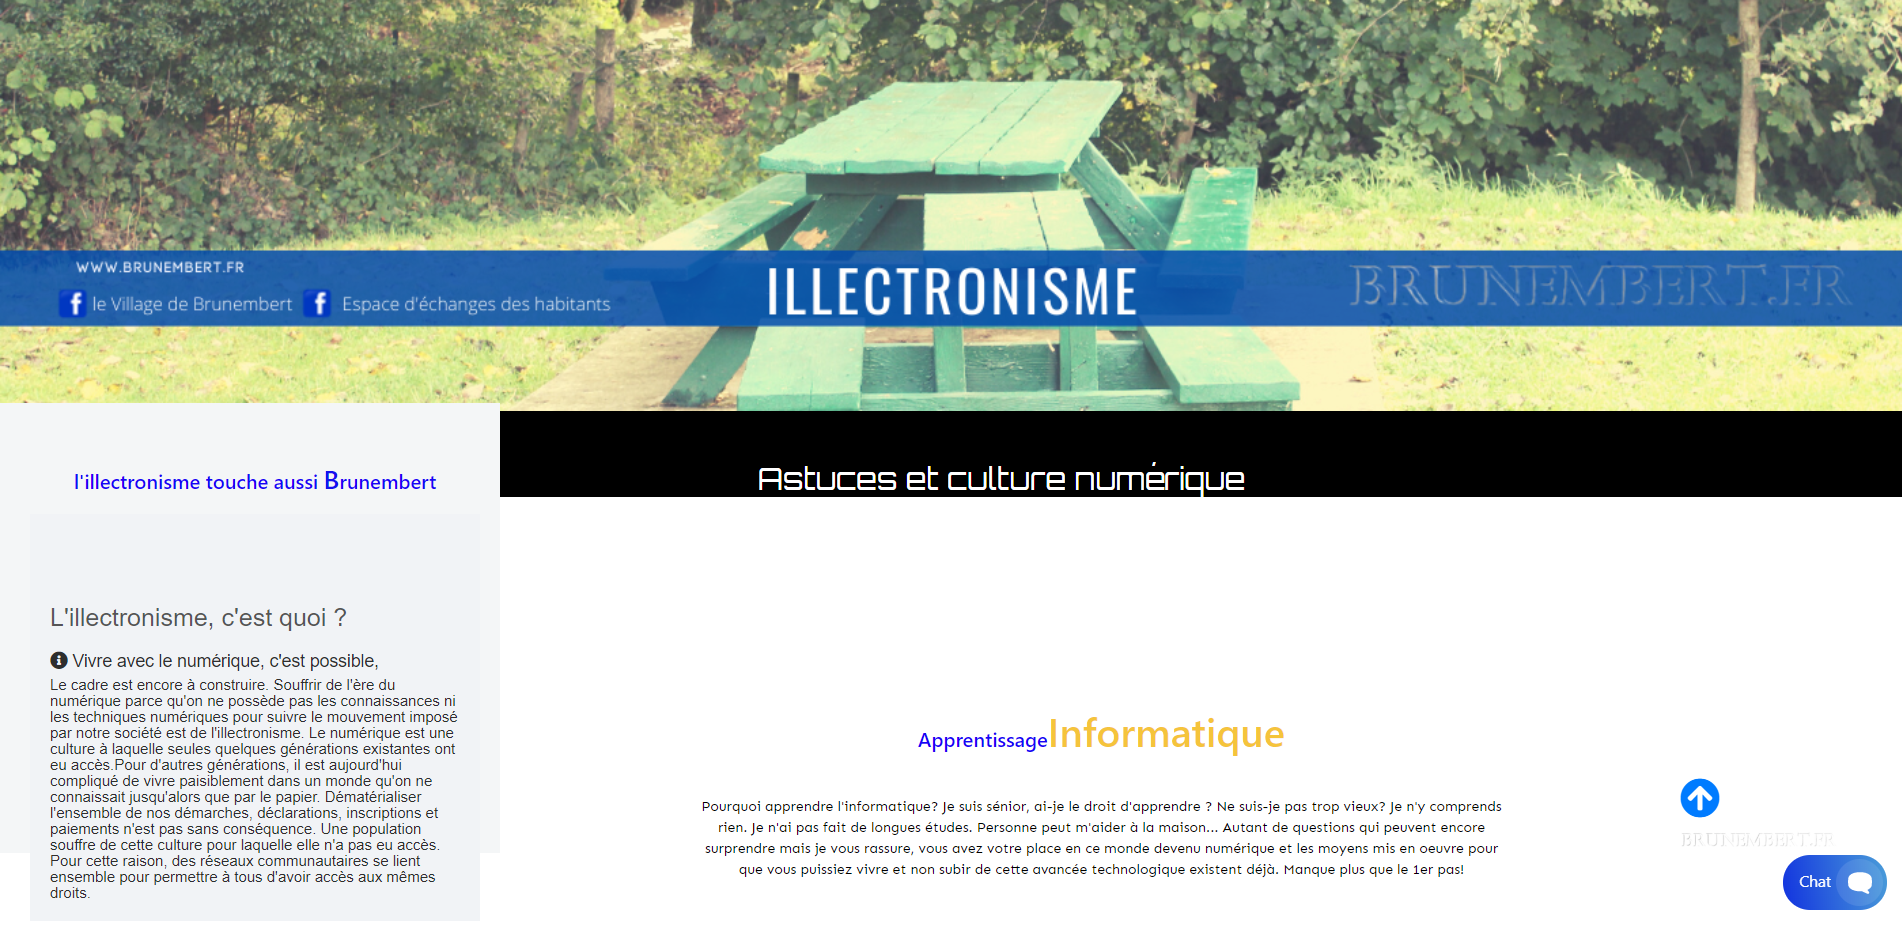 WWW.BRUNEMBERT.FR
le Village de Brunembert Espace d'échanges des habitants
ILLECTRONISME
BRUNEMBERT.FR
l'illectronisme touche aussi Brunembert
Astuces et culture numérique
L'illectronisme, c'est quoi ?
Vivre avec le numérique, c'est possible,
Le cadre est encore à construire. Souffrir de l'ère du
numérique parce qu'on ne possède pas les connaissances ni
les techniques numériques pour suivre le mouvement imposé
par notre société est de l'illectronisme. Le numérique est une
culture à laquelle seules quelques générations existantes ont
eu accès.Pour d'autres générations, il est aujourd'hui
compliqué de vivre paisiblement dans un monde qu'on ne
connaissait jusqu'alors que par le papier. Dématérialiser
l'ensemble de nos démarches, déclarations, inscriptions et
paiements n'est pas sans conséquence. Une population
souffre de cette culture pour laquelle elle n'a pas eu accès.
Pour cette raison, des réseaux communautaires se lient
ensemble pour permettre à tous d'avoir accès aux mêmes
droits.
ApprentissageInformatique
Pourquoi apprendre l'informatique? Je suis sénior, ai-je le droit d'apprendre ? Ne suis-je pas trop vieux? Je n'y comprends
rien. Je n'ai pas fait de longues études. Personne peut m'aider à la maison... Autant de questions qui peuvent encore
surprendre mais je vous rassure, vous avez votre place en ce monde devenu numérique et les moyens mis en oeuvre pour
que vous puissiez vivre et non subir de cette avancée technologique existent déjà. Manque plus que le 1er pas!
BRUNEMBERT.FR
Chat